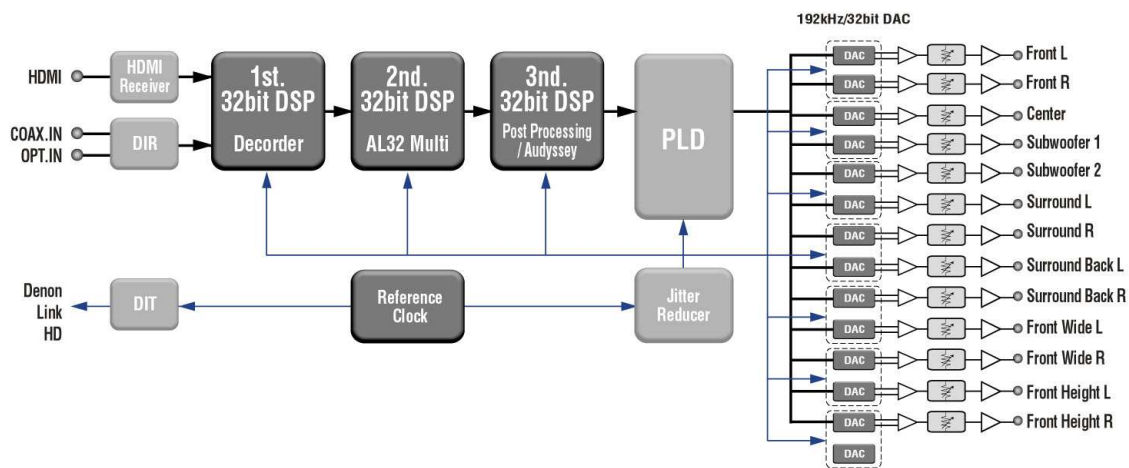 192kHz/32bit DAC
HDMI
HDMI
Receiver
COAX.IN
OPT.IN
DIR
1st.
32bit DSP
Decorder
2nd.
32bit DSP
AL32 Multi
3nd.
32bit DSP
Post Processing
/ Audyssey
PLD
Denon
Link
HD
DIT
Reference
Clock
Jitter
Reducer
DAC
Front L
DAC
Front R
DAC
Center
DAC
Subwoofer 1
DAC
Subwoofer 2
DAC
Surround L
DAC
Surround R
DAC
Surround Back L
DAC
Surround Back R
DAC
Front Wide L
DAC
Front Wide R
DAC
Front Height L
DAC
Front Height R
DAC